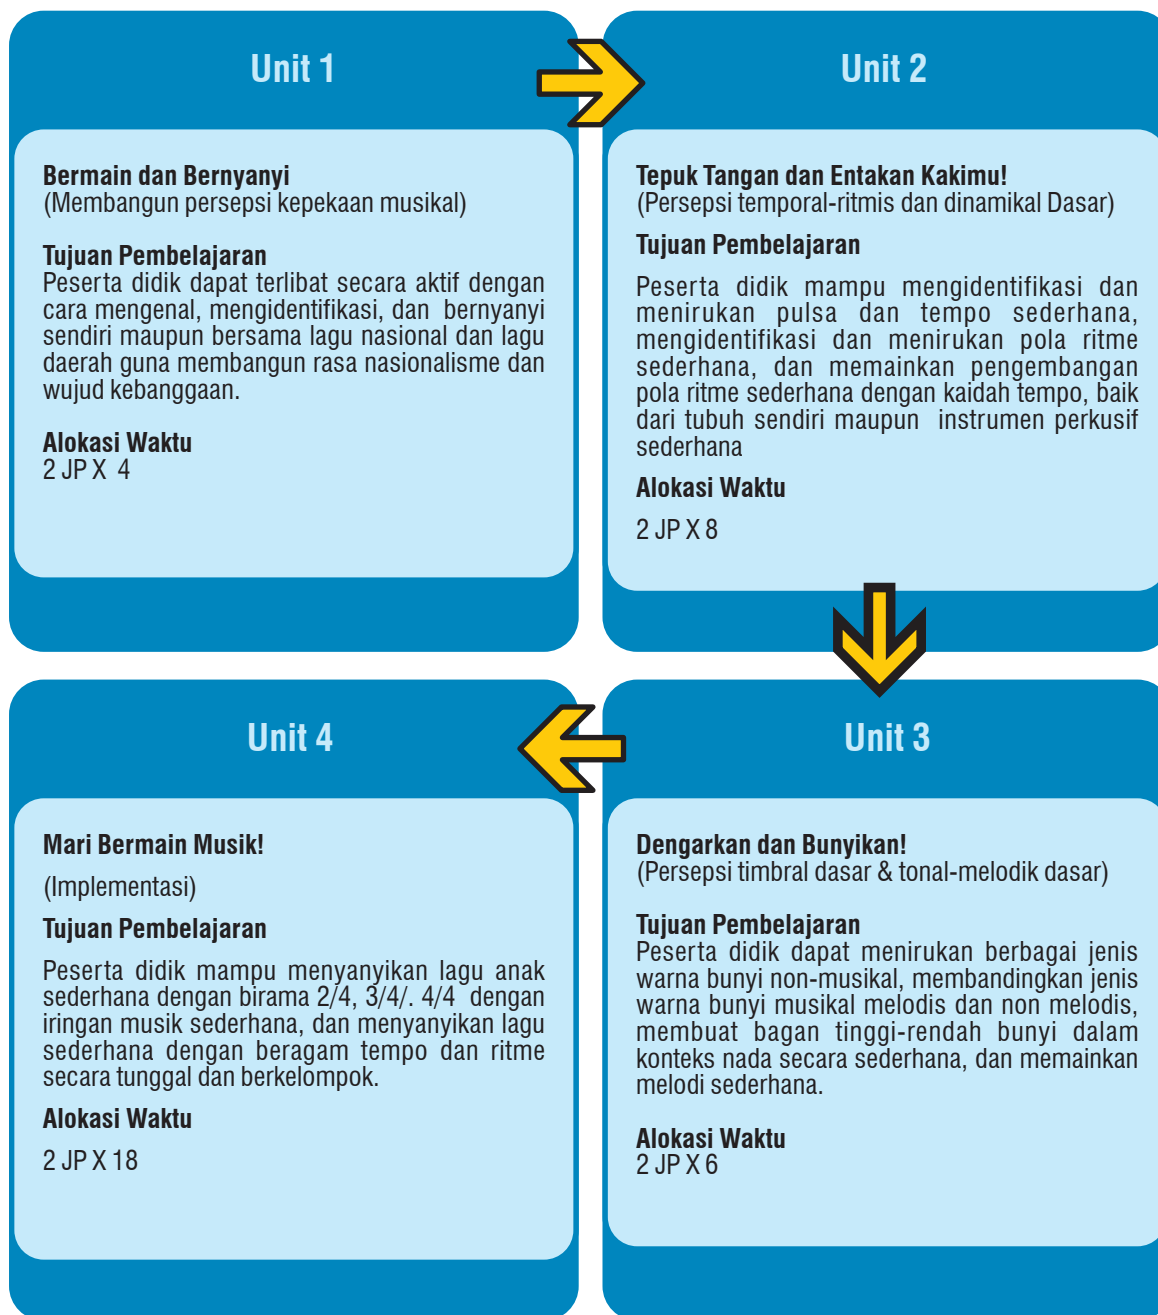 Unit 1
Bermain dan Bernyanyi
(Membangun persepsi kepekaan musikal)
Tujuan Pembelajaran
Peserta didik dapat terlibat secara aktif dengan
cara mengenal, mengidentifikasi, dan bernyanyi
sendiri maupun bersama lagu nasional dan lagu
daerah guna membangun rasa nasionalisme dan
wujud kebanggaan.
Alokasi Waktu
2 JP X 4
Unit 2
Tepuk Tangan dan Entakan Kakimu!
(Persepsi temporal-ritmis dan dinamikal Dasar)
Tujuan Pembelajaran
Peserta didik mampu mengidentifikasi dan
menirukan pulsa dan tempo sederhana,
mengidentifikasi dan menirukan pola ritme
sederhana, dan memainkan pengembangan
pola ritme sederhana dengan kaidah tempo, baik
dari tubuh sendiri maupun instrumen perkusif
sederhana
Alokasi Waktu
2 JP X 8
Unit 3
Dengarkan dan Bunyikan!
(Persepsi timbral dasar & tonal-melodik dasar)
Tujuan Pembelajaran
Peserta didik dapat menirukan berbagai jenis
warna bunyi non-musikal, membandingkan jenis
warna bunyi musikal melodis dan non melodis,
membuat bagan tinggi-rendah bunyi dalam
konteks nada secara sederhana, dan memainkan
melodi sederhana.
Alokasi Waktu
2 JP X 6
Unit 4
Mari Bermain Musik!
(Implementasi)
Tujuan Pembelajaran
Peserta didik mampu menyanyikan lagu anak
sederhana dengan birama 2/4, 3/4/. 4/4 dengan
iringan musik sederhana, dan menyanyikan lagu
sederhana dengan beragam tempo dan ritme
secara tunggal dan berkelompok.
Alokasi Waktu
2 JP X 18